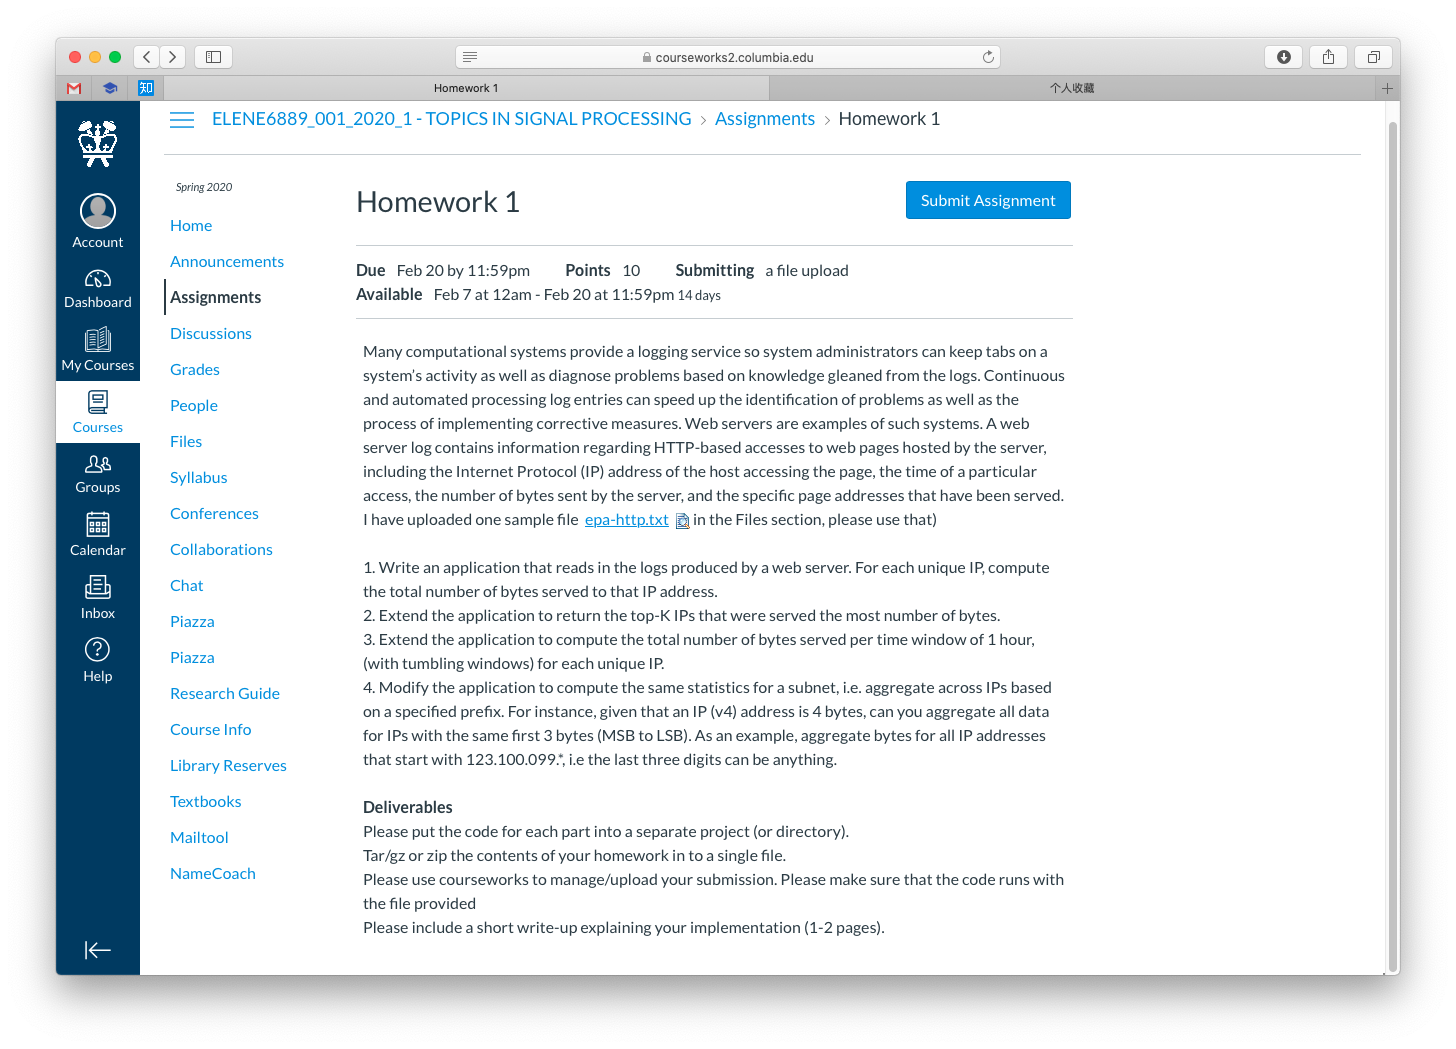 courseworks2.columbia.edu
知
Homework 1
个人收藏
ELENE6889_001_2020_1 - TOPICS IN SIGNAL PROCESSING > Assignments > Homework 1
Account
Dashboard
My Courses
Courses
Groups
Calendar
Inbox
Help
Spring 2020
Home
Announcements
Assignments
Discussions
Grades
People
Files
Syllabus
Conferences
Collaborations
Chat
Piazza
Piazza
Research Guide
Course Info
Library Reserves
Textbooks
Mailtool
NameCoach
Homework 1
Submit Assignment
Due Feb 20 by 11:59pm Points 10 Submitting a file upload
Available Feb 7 at 12am - Feb 20 at 11:59pm 14 days
Many computational systems provide a logging service so system administrators can keep tabs on a
system’s activity as well as diagnose problems based on knowledge gleaned from the logs. Continuous
and automated processing log entries can speed up the identification of problems as well as the
process of implementing corrective measures. Web servers are examples of such systems. A web
server log contains information regarding HTTP-based accesses to web pages hosted by the server,
including the Internet Protocol (IP) address of the host accessing the page, the time of a particular
access, the number of bytes sent by the server, and the specific page addresses that have been served.
I have uploaded one sample file epa-http.txt in the Files section, please use that)
1. Write an application that reads in the logs produced by a web server. For each unique IP, compute
the total number of bytes served to that IP address.
2. Extend the application to return the top-K IPs that were served the most number of bytes.
3. Extend the application to compute the total number of bytes served per time window of 1 hour,
(with tumbling windows) for each unique IP.
4. Modify the application to compute the same statistics for a subnet, i.e. aggregate across IPs based
on a specified prefix. For instance, given that an IP (v4) address is 4 bytes, can you aggregate all data
for IPs with the same first 3 bytes (MSB to LSB). As an example, aggregate bytes for all IP addresses
that start with 123.100.099.*, i.e the last three digits can be anything.
Deliverables
Please put the code for each part into a separate project (or directory).
Tar/gz or zip the contents of your homework in to a single file.
Please use courseworks to manage/upload your submission. Please make sure that the code runs with
the file provided
Please include a short write-up explaining your implementation (1-2 pages).